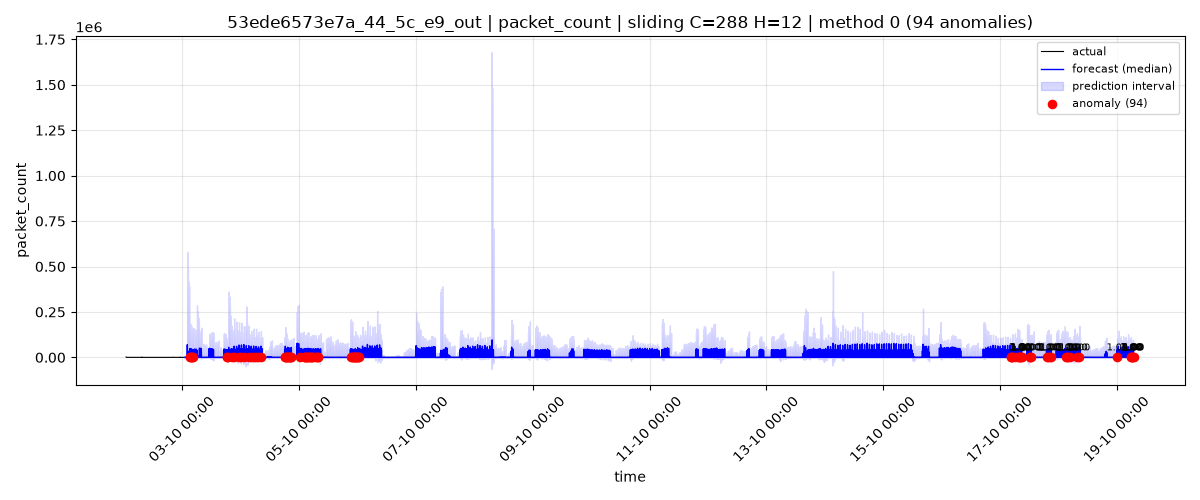 53ede6573e7a_44_5c_e9_out | packet_count | sliding C=288 H=12 | method 0 (94 anomalies)
1e6
1.75
1.50
1.25
1.00
0.75
0.50
0.25
0.00
packet_count
actual
forecast (median)
prediction interval
anomaly (94)
03-10 00:00
05-10 00:00
07-10 00:00
09-10 00:00
11-10 00:00
13-10 00:00
15-10 00:00
17-10 00:00
19-10 00:00
time